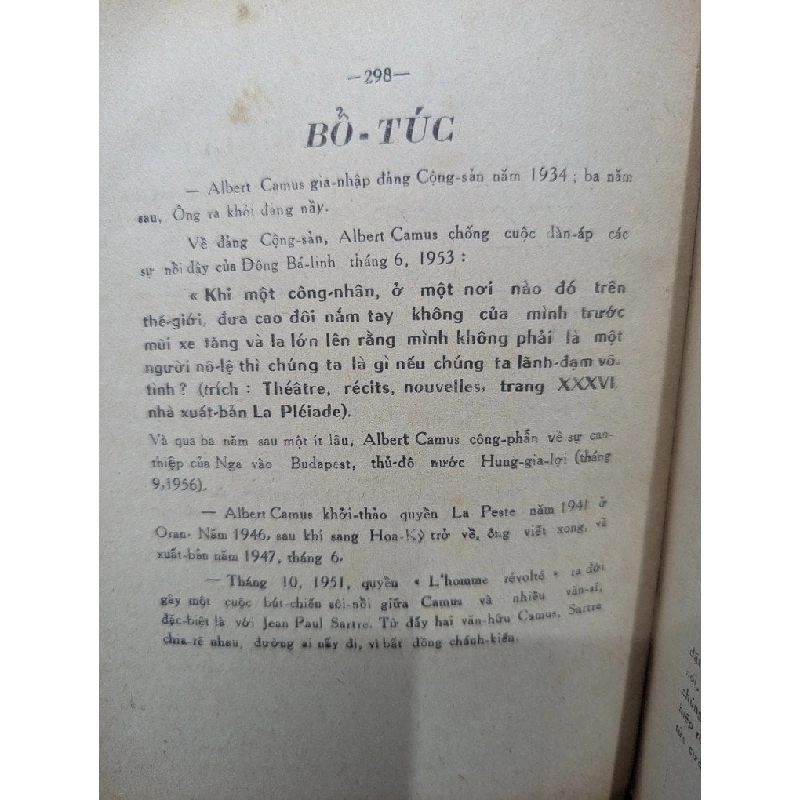 —298—
BỔ-TÚC
— Albert Camus gia-nhập đảng Cộng-sản năm 1934 ; ba năm
sau, Ông ra khỏi đảng nầy.
Về đảng Cộng-sản, Albert Camus chống cuộc đàn-áp các
sự nổi dậy của Đông Bá-linh tháng 6, 1953 :
« Khi một công-nhân, ở một nơi nào đó trên
thế-giới, đưa cao đôi nắm tay không của mình trước
mũi xe tăng và la lớn lên rằng mình không phải là một
người nô-lệ thì chúng ta là gì nếu chúng ta lãnh-đạm vô-
tình ? (trích : Théâtre, récits, nouvelles, trang XXXVI,
nhà xuất-bản La Pléiade).
Và qua ba năm sau một ít lâu, Albert Camus công-phẫn về sự can-
thiệp của Nga vào Budapest, thủ-đô nước Hung-gia-lợi (tháng
9,1956).
— Albert Camus khởi-thảo quyển La Peste năm 1941 ở
Oran. Năm 1946, sau khi sang Hoa-Kỳ trở về, ông viết xong, và
xuất-bản năm 1947, tháng 6.
— Tháng 10, 1951, quyển « L'homme révolté » ra đời
gây một cuộc bút-chiến sôi-nổi giữa Camus và nhiều văn-sĩ,
đặc-biệt là với Jean Paul Sartre. Từ đấy hai văn-hữu Camus, Sartre
chia-rẽ nhau, đường ai nấy đi, vì bất đồng chánh-kiến.